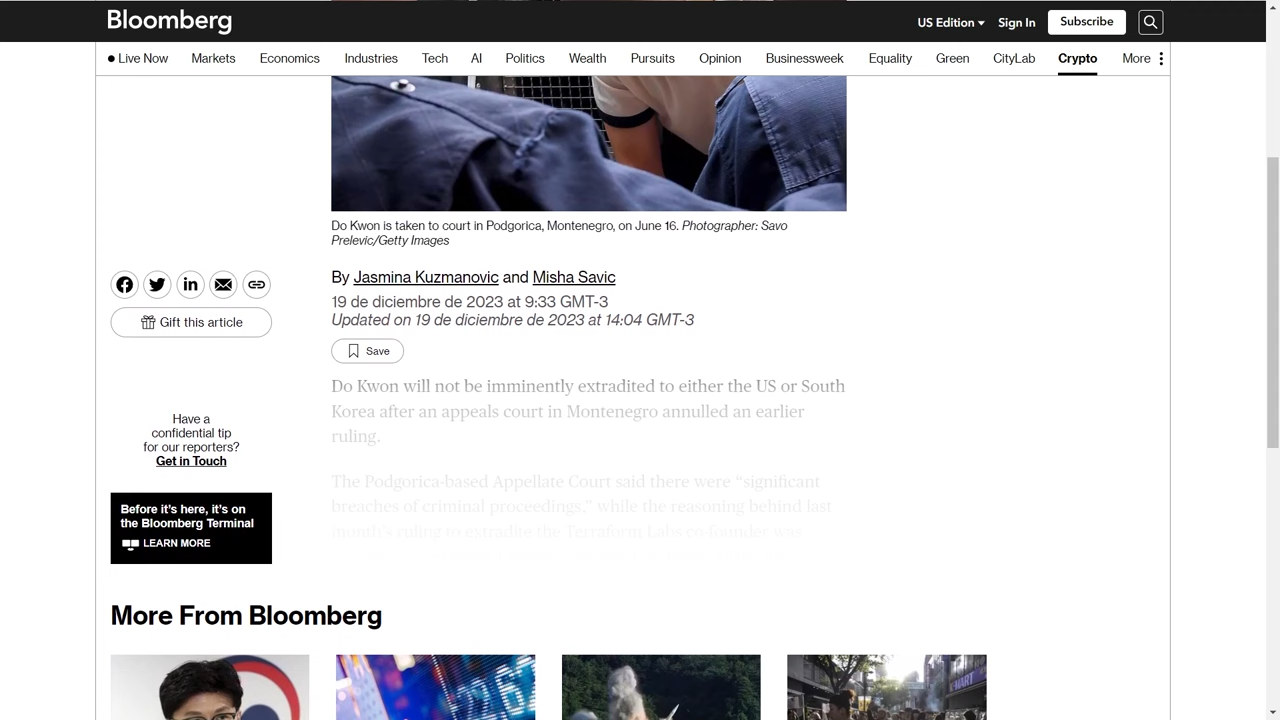 Bloomberg
US Edition
Sign In
Subscribe
Live Now
Markets
Economics
Industries
Tech
AI
Politics
Wealth
Pursuits
Opinion
Businessweek
Equality
Green
CityLab
Crypto
More
Do Kwon is taken to court in Podgorica, Montenegro, on June 16. Photographer: Savo
Prelevic/Getty Images
By Jasmina Kuzmanovic and Misha Savic
19 de diciembre de 2023 at 9:33 GMT-3
Updated on 19 de diciembre de 2023 at 14:04 GMT-3
Gift this article
Save
Do Kwon will not be imminently extradited to either the US or South
Korea after an appeals court in Montenegro annulled an earlier
ruling.
The Podgorica-based Appellate Court said there were “significant
breaches of criminal proceedings,” while the reasoning behind last
month’s ruling to extradite the Terraform Labs co-founder was
Have a
confidential tip
for our reporters?
Get in Touch
Before it’s here, it’s on
the Bloomberg Terminal
LEARN MORE
More From Bloomberg